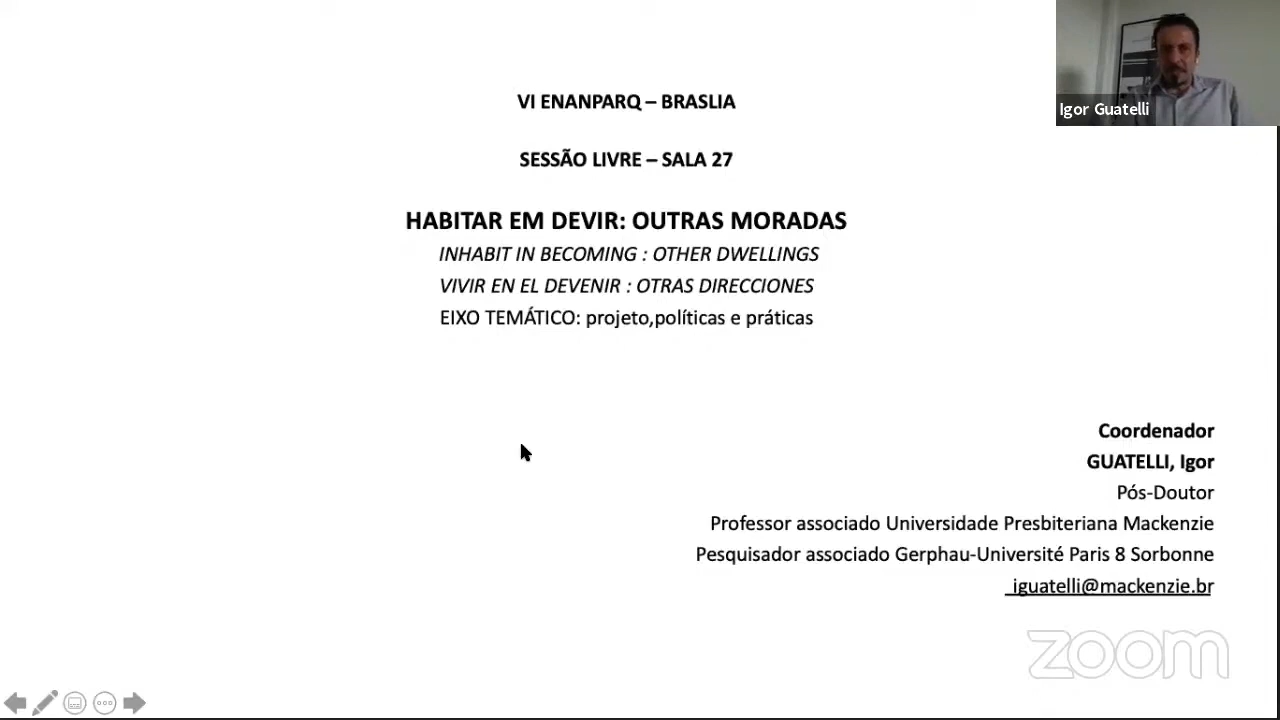 VI ENANPARQ – BRASLIA
SESSÃO LIVRE – SALA 27
HABITAR EM DEVIR: OUTRAS MORADAS
INHABIT IN BECOMING : OTHER DWELLINGS
VIVIR EN EL DEVENIR : OTRAS DIRECCIONES
EIXO TEMÁTICO: projeto,políticas e práticas
Igor Guatelli
Coordenador
GUATELLI, Igor
Pós-Doutor
Professor associado Universidade Presbiteriana Mackenzie
Pesquisador associado Gerphau-Université Paris 8 Sorbonne
iguatelli@mackenzie.br
zoom